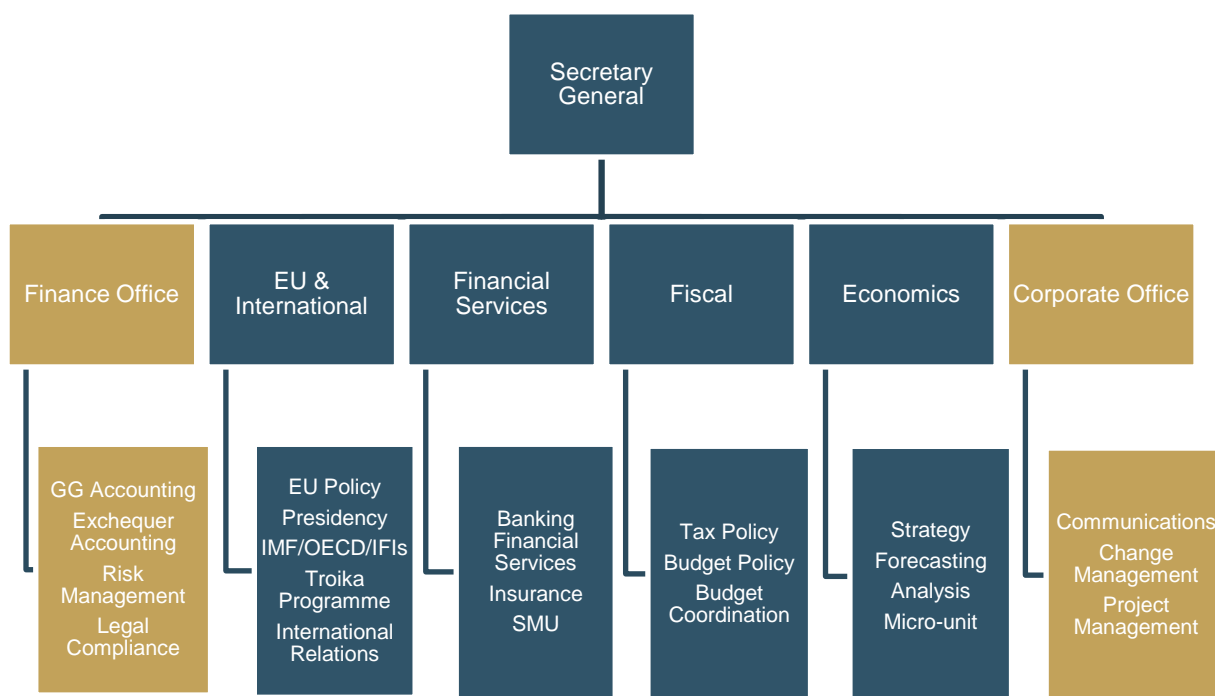 Secretary
General
Finance Office
EU &
International
Financial
Services
Fiscal
Economics
Corporate Office
GG Accounting
Exchequer
Accounting
Risk
Management
Legal
Compliance
EU Policy
Presidency
IMF/OECD/IFIs
Troika
Programme
International
Relations
Banking
Financial
Services
Insurance
SMU
Tax Policy
Budget Policy
Budget
Coordination
Strategy
Forecasting
Analysis
Micro-unit
Communications
Change
Management
Project
Management